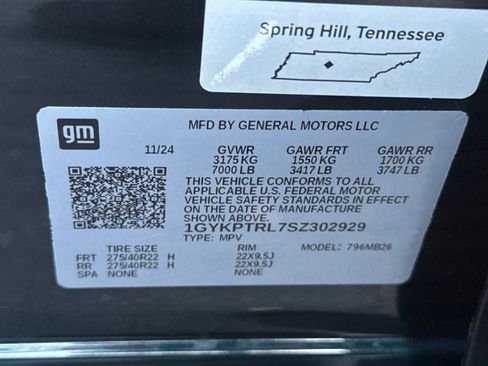 Spring Hill, Tennessee
gm
MFD BY GENERAL MOTORS LLC
11/24 GVWR GAWR FRT GAWR RR
3175 KG 1550 KG 1700 KG
7000 LB 3417 LB 3747 LB
THIS VEHICLE CONFORMS TO ALL
APPLICABLE U.S. FEDERAL MOTOR
VEHICLE SAFETY STANDARDS IN EFFECT
ON THE DATE OF MANUFACTURE
SHOWN ABOVE.
1GYKPTRL7SZ302929
TYPE: MPV
TIRE SIZE RIM MODEL: 796MB26
FRT 275/40R22 H 22X9.5J
RR 275/40R22 H 22X9.5J
SPA NONE NONE